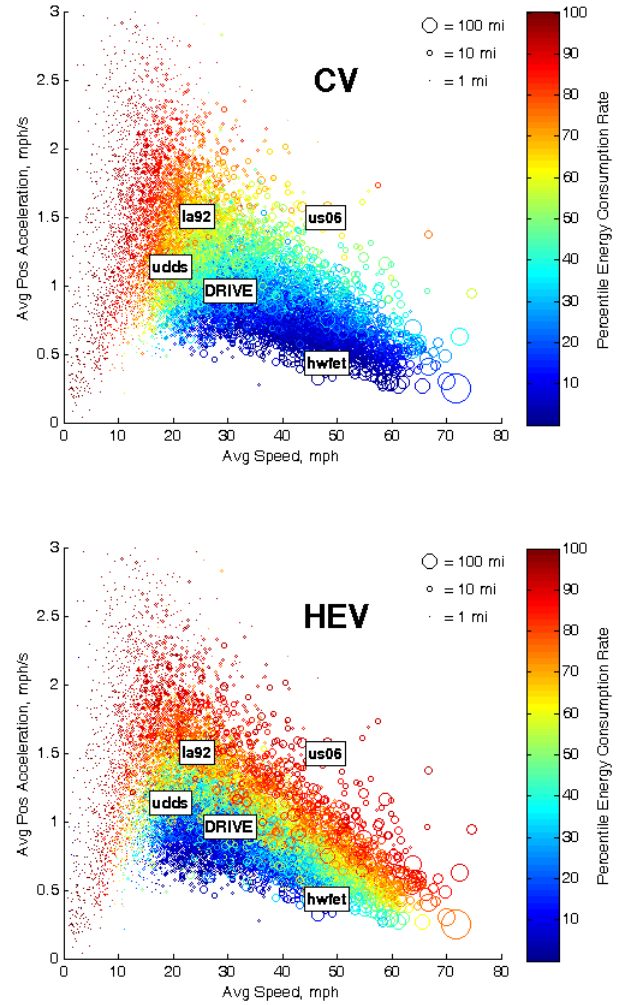 3
2.5
2
1.5
1
0.5
0
0 10 20 30 40 50 60 70 80
Avg Speed, mph
Avg Pos Acceleration, mph/s
CV
= 100 mi
= 10 mi
= 1 mi
la92
us06
udds
DRIVE
hwfet
100
90
80
70
60
50
40
30
20
10
Percentile Energy Consumption Rate
3
2.5
2
1.5
1
0.5
0
0 10 20 30 40 50 60 70 80
Avg Speed, mph
Avg Pos Acceleration, mph/s
HEV
= 100 mi
= 10 mi
= 1 mi
la92
us06
udds
DRIVE
hwfet
100
90
80
70
60
50
40
30
20
10
Percentile Energy Consumption Rate